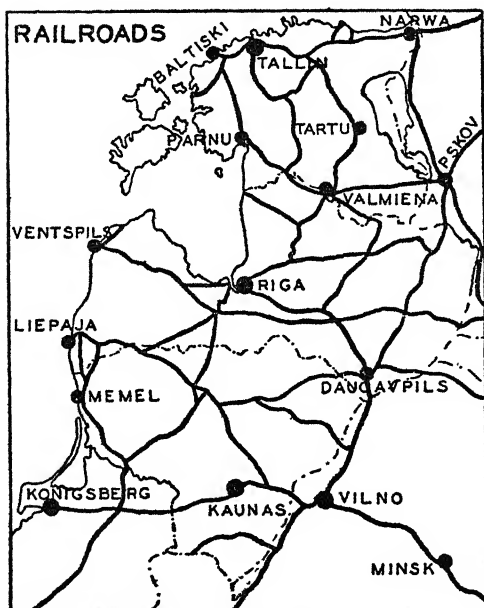 RAILROADS
NARWA
BALTISKI
TALLIN
PARNU
TARTU
PSKOV
VALMIENA
VENTSPILS
RIGA
LIEPAJA
DAUGAVPILS
MEMEL
KONIGSBERG
KAUNAS
VILNO
MINSK